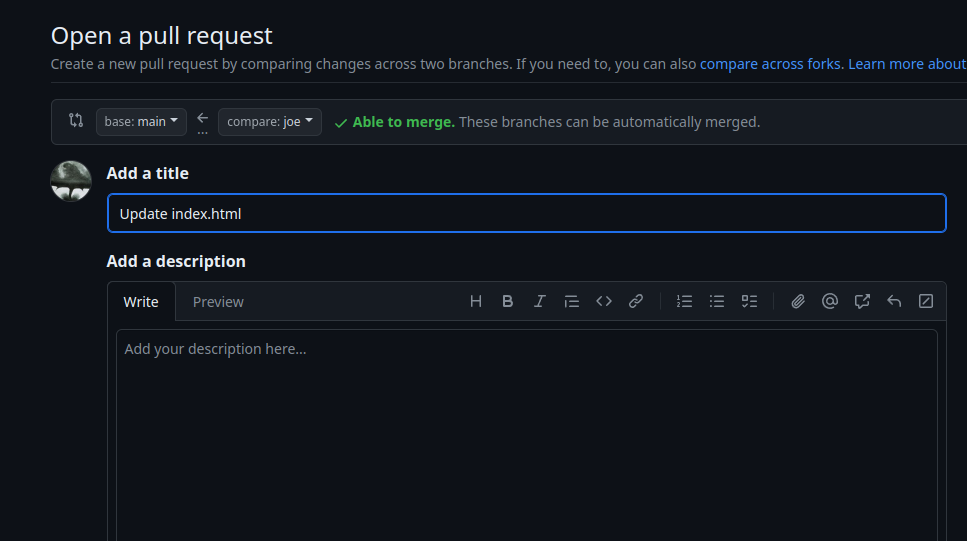 Open a pull request
Create a new pull request by comparing changes across two branches. If you need to, you can also compare across forks. Learn more about
base: main ... compare: joe Able to merge. These branches can be automatically merged.
Add a title
Update index.html
Add a description
Write Preview
Add your description here...